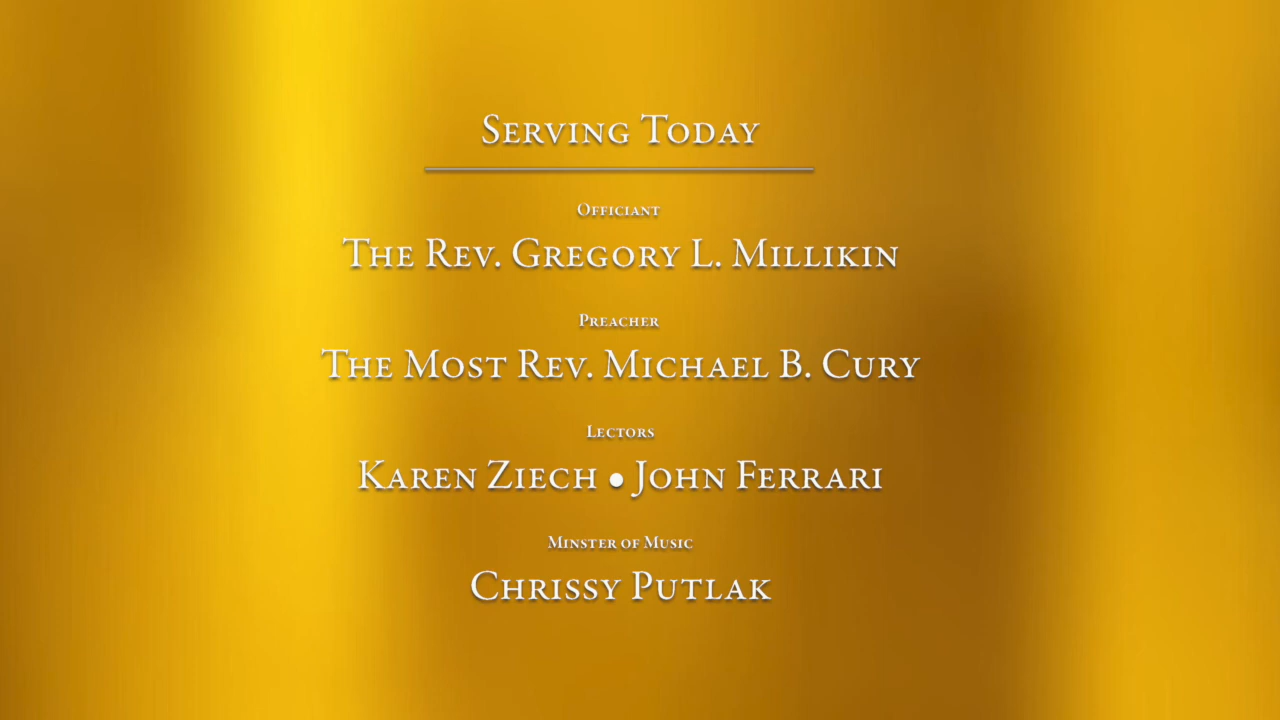 Serving Today
Officiant
The Rev. Gregory L. Millikin
Preacher
The Most Rev. Michael B. Cury
Lectors
Karen Ziech • John Ferrari
Minster of Music
Chrissy Putlak